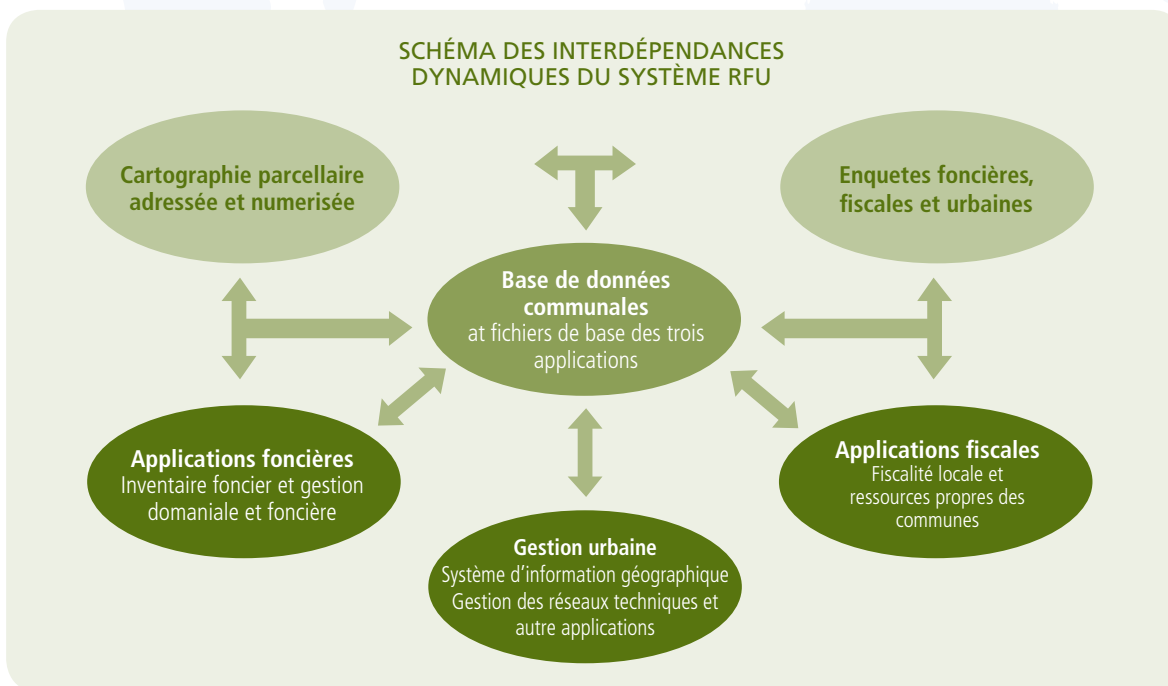 SCHÉMA DES INTERDÉPENDANCES
DYNAMIQUES DU SYSTÈME RFU
Cartographie parcellaire
adressée et numerisée
Enquetes foncières,
fiscales et urbaines
Base de données
communales
at fichiers de base des trois
applications
Applications foncières
Inventaire foncier et gestion
domaniale et foncière
Applications fiscales
Fiscalité locale et
ressources propres des
communes
Gestion urbaine
Système d'information géographique
Gestion des réseaux techniques et
autre applications